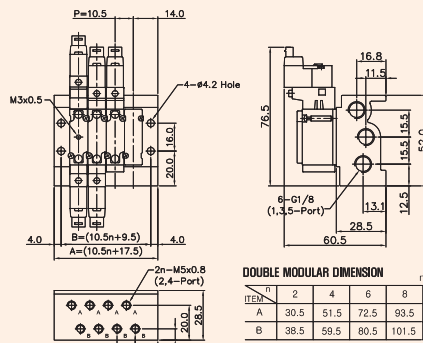 P=10.5
14.0
4-ø4.2 Hole
M3x0.5
16.0
20.0
4.0
B=(10.5n+9.5)
4.0
A=(10.5n+17.5)
2n-M5x0.8
(2,4-Port)
A A A A
B B B B
20.0
28.5
16.8
11.5
76.5
15.5
15.5
12.5
6-G1/8
(1,3,5-Port)
13.1
28.5
60.5
DOUBLE MODULAR DIMENSION
ITEM n 2 4 6 8
A 30.5 51.5 72.5 93.5
B 38.5 59.5 80.5 101.5